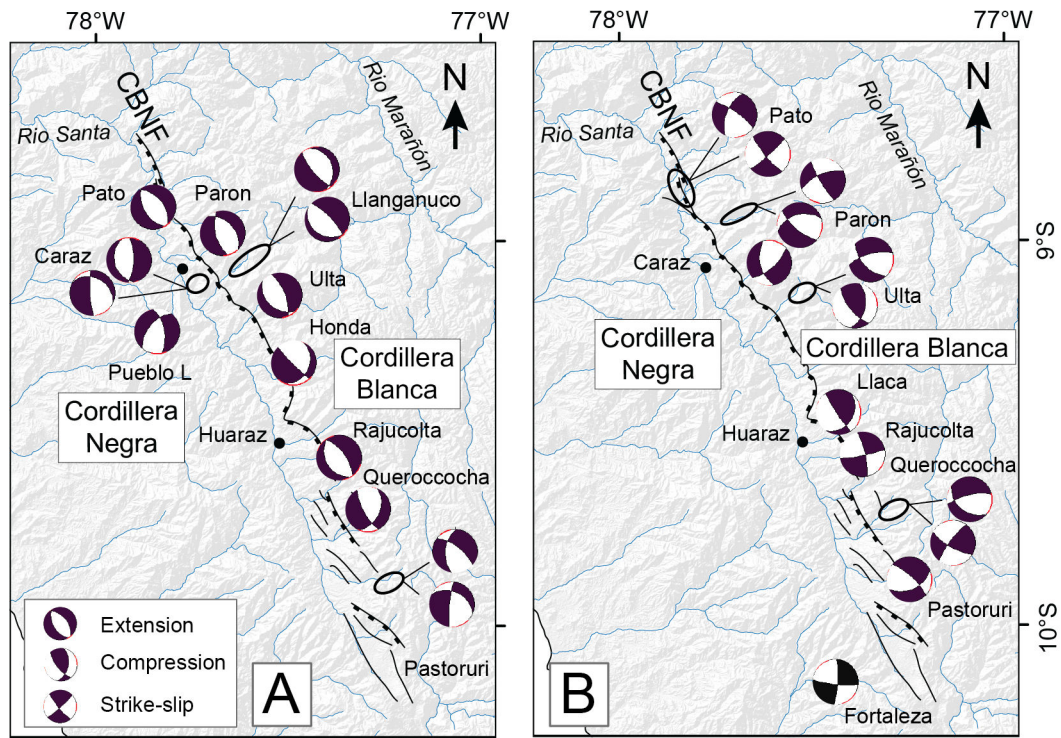 78°W
77°W
78°W
77°W
N
CBNF
Rio Santa
Rio Marañón
Pato
Paron
Llanganuco
Caraz
Ulta
Honda
Pueblo L
Cordillera
Blanca
Cordillera
Negra
Huaraz
Rajucolta
Queroccocha
Pastoruri
Extension
Compression
Strike-slip
A
N
CBNF
Rio Santa
Rio Marañón
Pato
Paron
Caraz
Ulta
Cordillera
Negra
Cordillera Blanca
Llaca
Huaraz
Rajucolta
Queroccocha
Pastoruri
Fortaleza
B
9°S
10°S